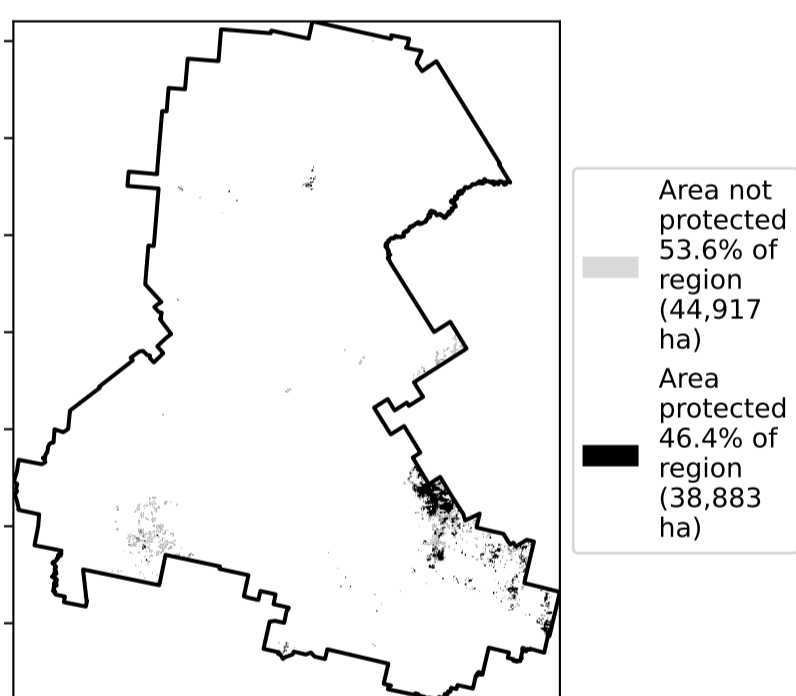 Area not
protected
53.6% of
region
(44,917
ha)
Area
protected
46.4% of
region
(38,883
ha)